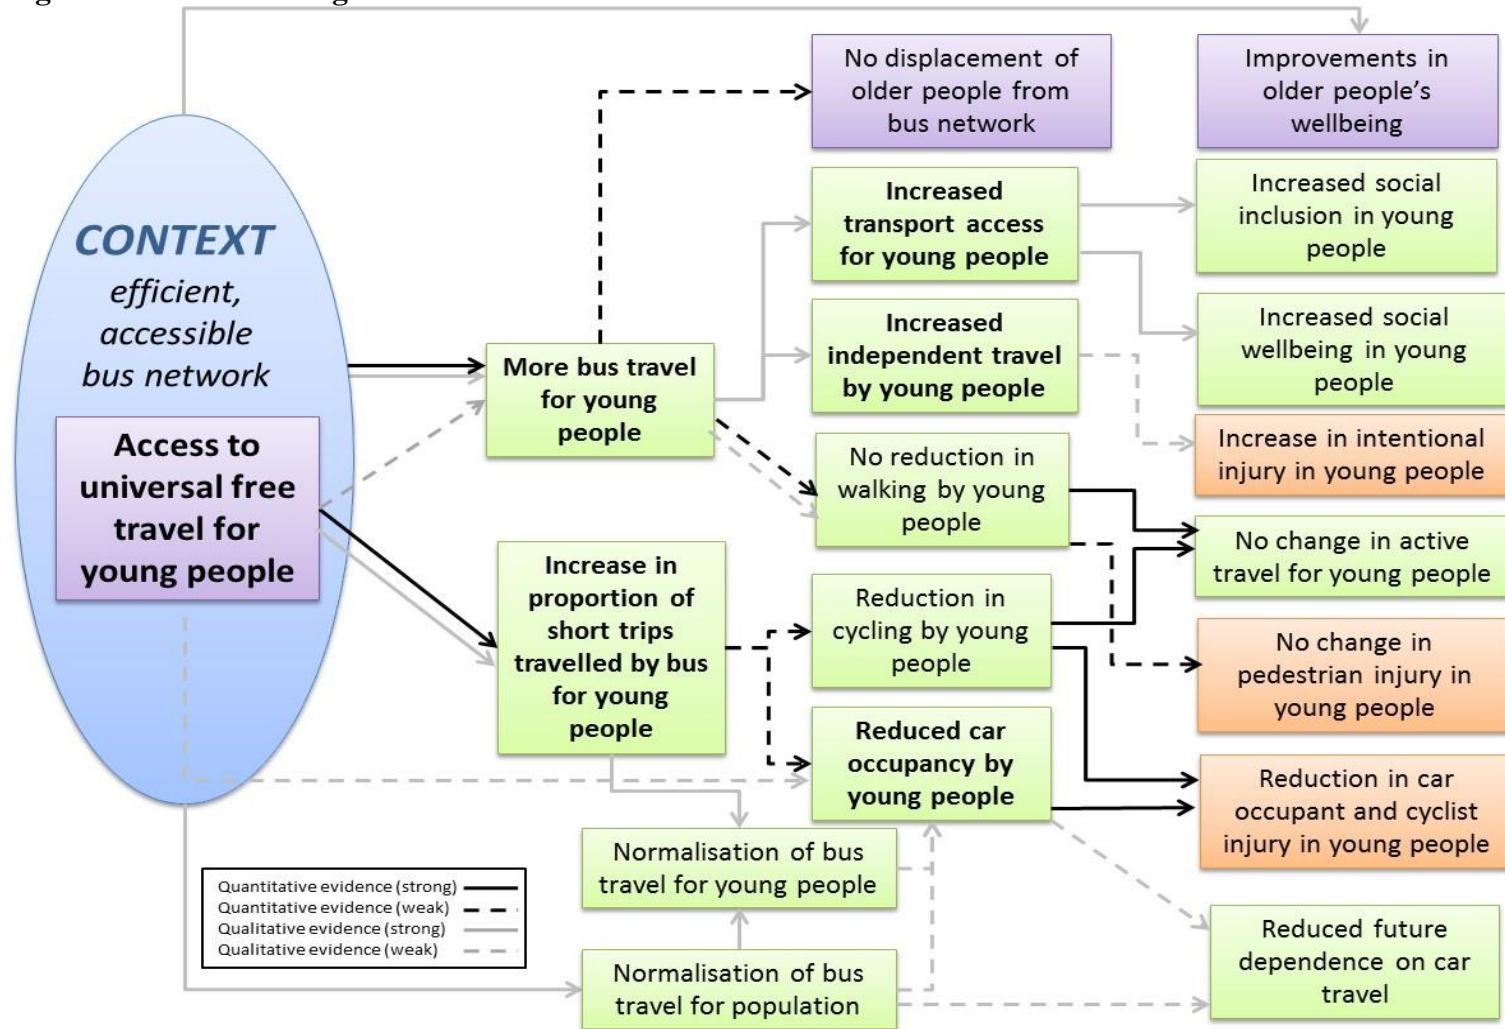 No displacement of
older people from
bus network
Improvements in
older people's
wellbeing
CONTEXT
efficient,
accessible
bus network
Access to
universal free
travel for
young people
More bus travel
for young
people
Increase in
proportion of
short trips
travelled by bus
for young
people
Increased
transport access
for young people
Increased
independent travel
by young people
No reduction in
walking by young
people
Reduction in
cycling by young
people
Reduced car
occupancy by
young people
Normalisation of bus
travel for young people
Normalisation of bus
travel for population
Increased social
inclusion in young
people
Increased social
wellbeing in young
people
Increase in intentional
injury in young people
No change in active
travel for young people
No change in
pedestrian injury in
young people
Reduction in car
occupant and cyclist
injury in young people
Reduced future
dependence on car
travel
Quantitative evidence (strong)
Quantitative evidence (weak)
Qualitative evidence (strong)
Qualitative evidence (weak)